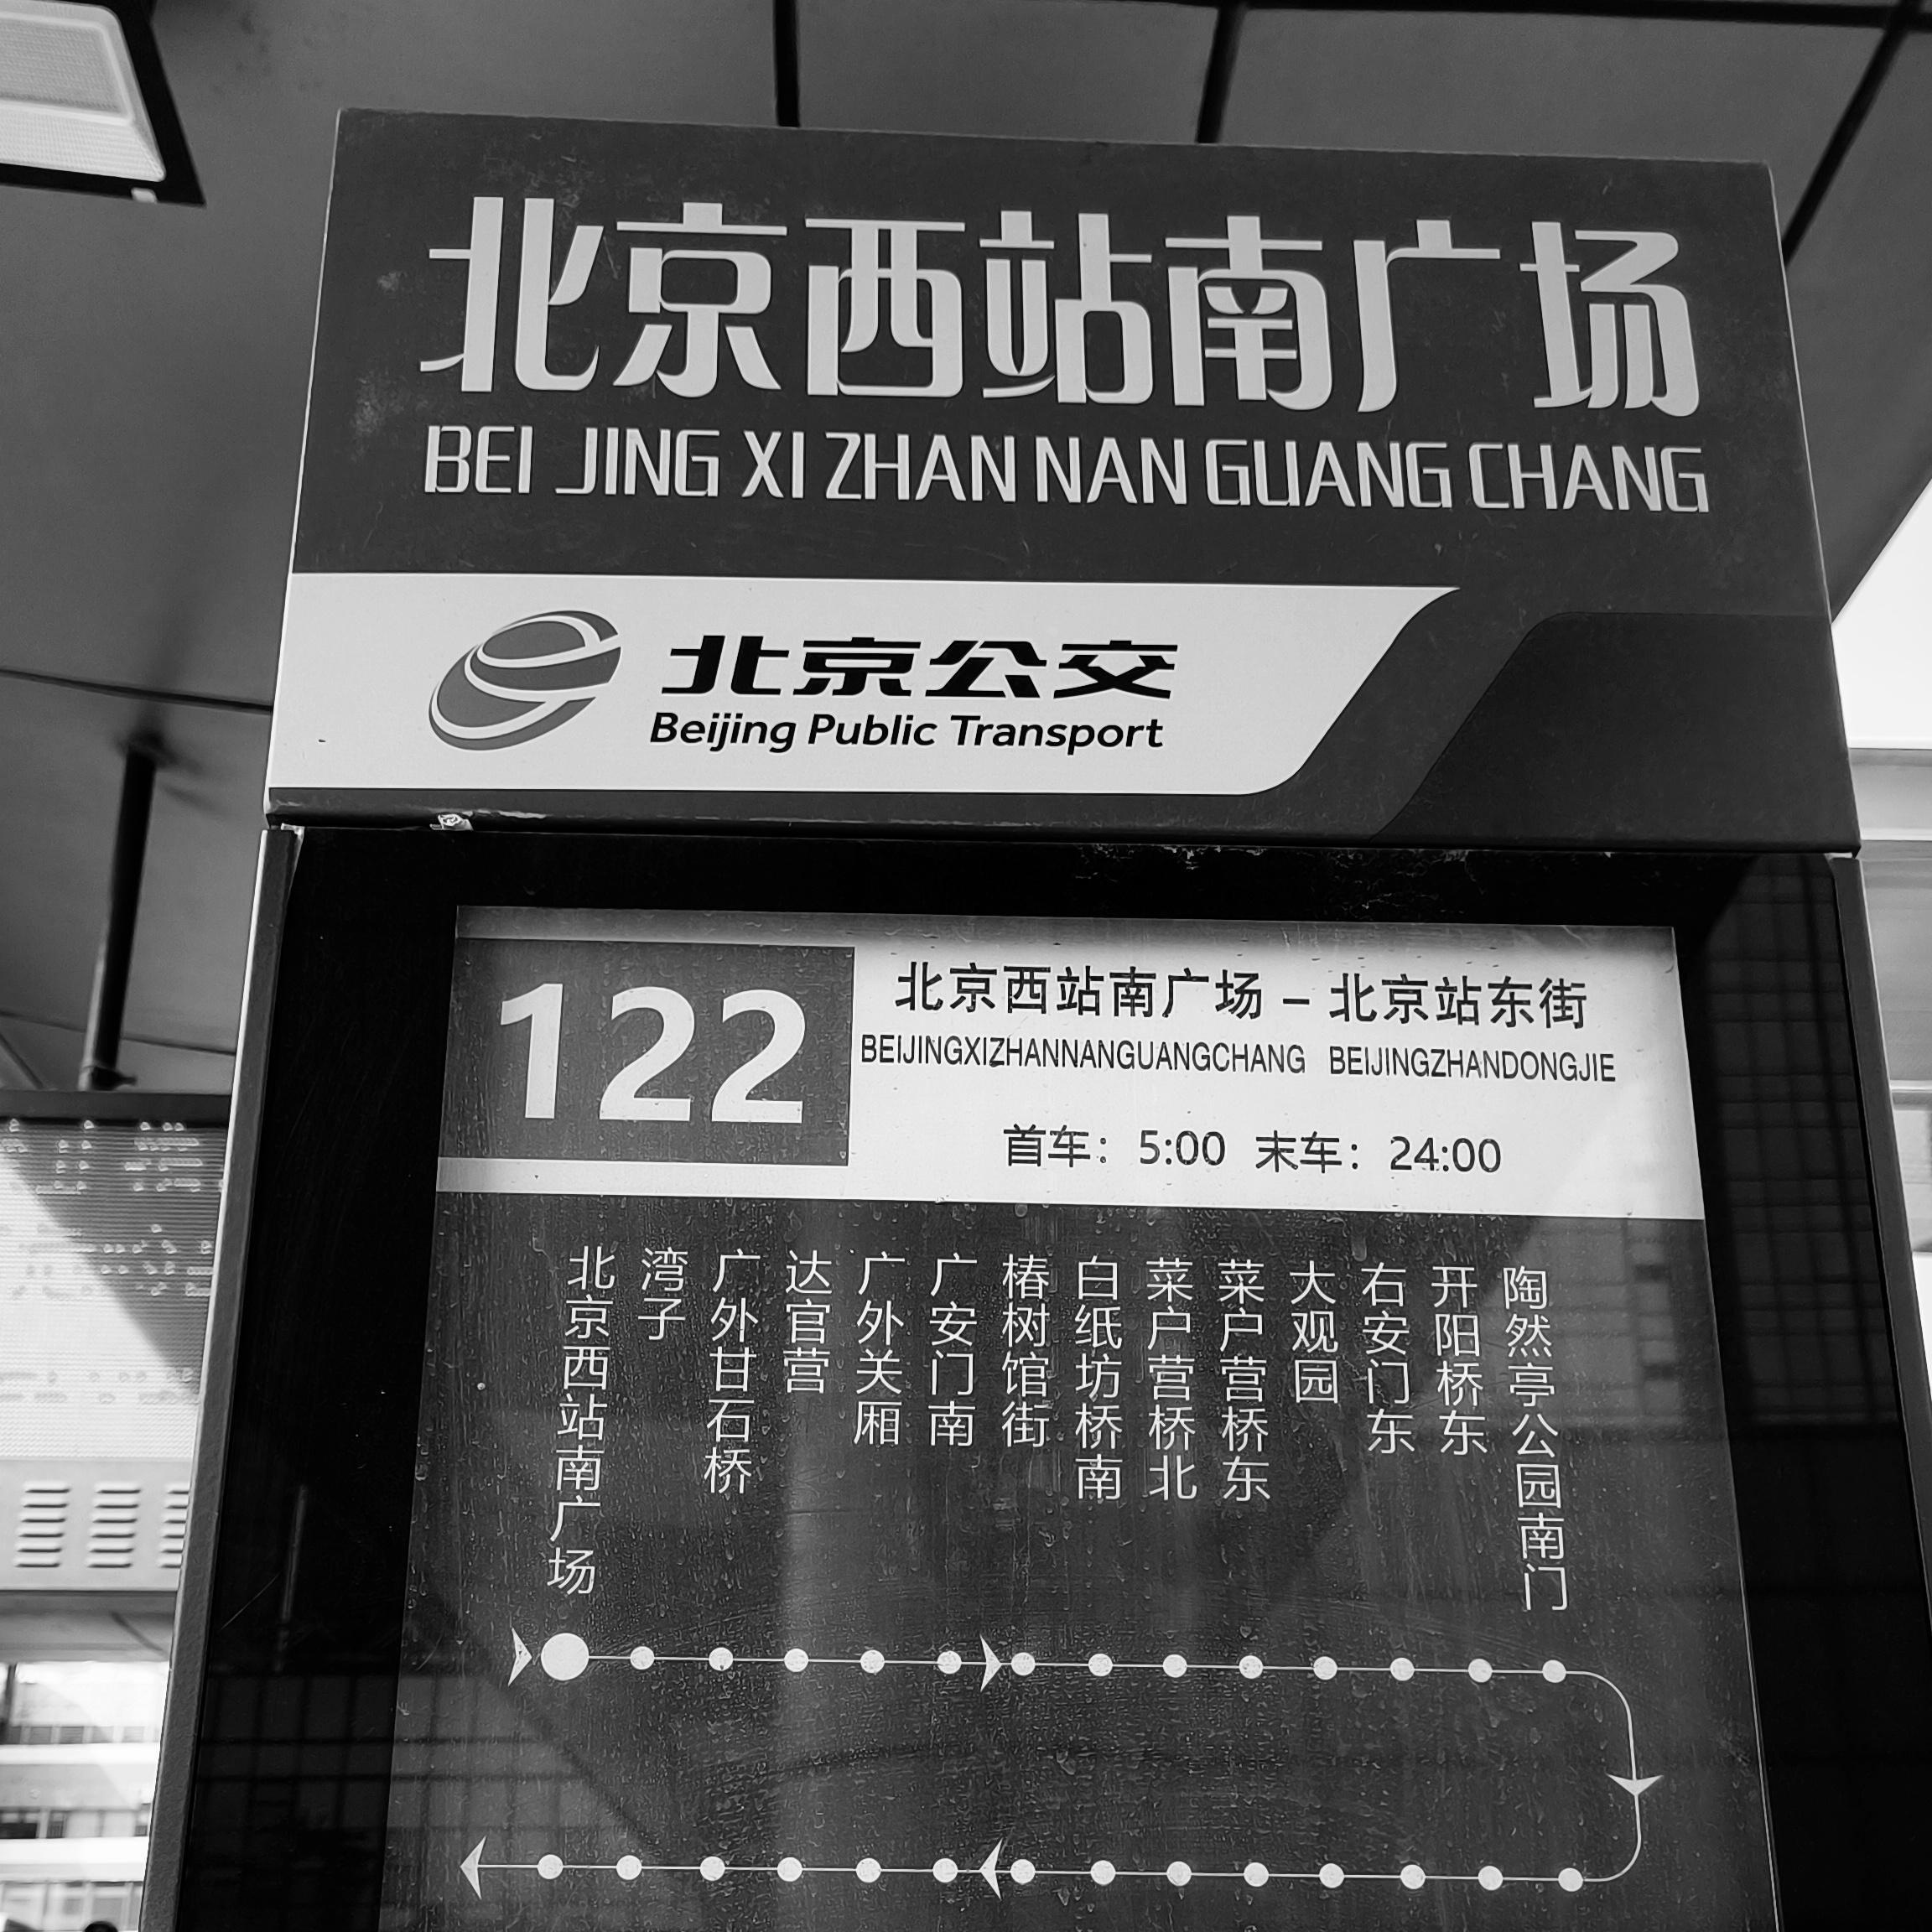 北京西站南广场
BEI JING XI ZHAN NAN GUANG CHANG
北京公交
Beijing Public Transport
122
北京西站南广场 – 北京站东街
BEIJINGXIZHANNANGUANGCHANG BEIJINGZHANDONGJIE
首车：5:00 末车：24:00
北京西站南广场
湾子
广外甘石桥
达官营
广外关厢
广安门南
椿树馆街
白纸坊桥南
菜户营桥北
菜户营桥东
大观园
右安门东
开阳桥东
陶然亭公园南门